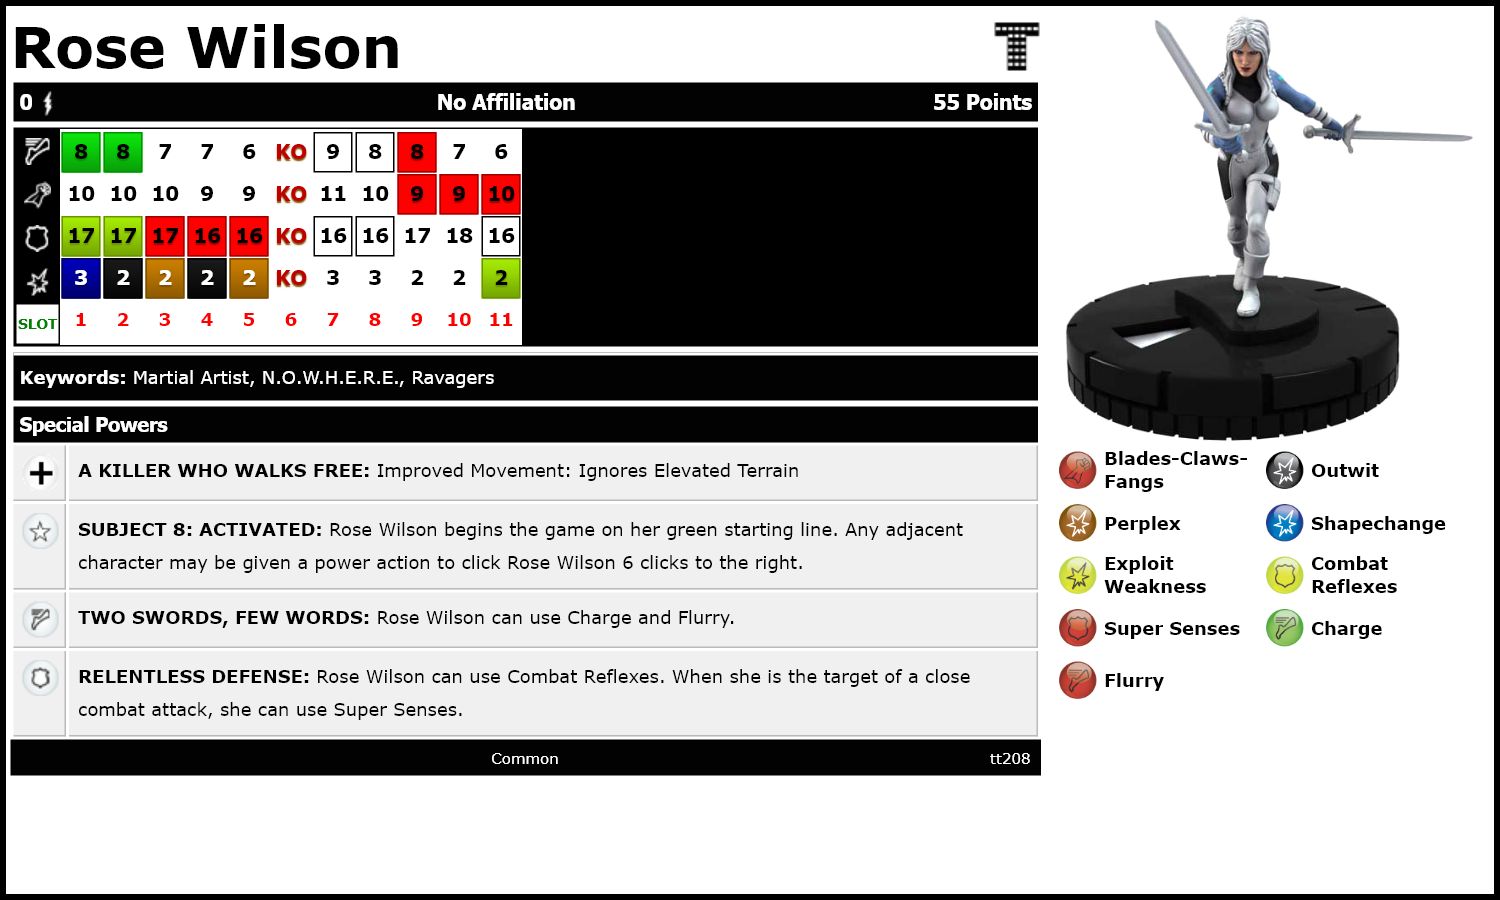 Rose Wilson
T
0 No Affiliation 55 Points
8 8 7 7 6 KO 9 8 8 7 6
10 10 10 9 9 KO 11 10 9 9 10
17 17 17 16 16 KO 16 16 17 18 16
3 2 2 2 2 KO 3 3 2 2 2
SLOT 1 2 3 4 5 6 7 8 9 10 11
Keywords: Martial Artist, N.O.W.H.E.R.E., Ravagers
Special Powers
A KILLER WHO WALKS FREE: Improved Movement: Ignores Elevated Terrain
SUBJECT 8: ACTIVATED: Rose Wilson begins the game on her green starting line. Any adjacent
character may be given a power action to click Rose Wilson 6 clicks to the right.
TWO SWORDS, FEW WORDS: Rose Wilson can use Charge and Flurry.
RELENTLESS DEFENSE: Rose Wilson can use Combat Reflexes. When she is the target of a close
combat attack, she can use Super Senses.
Common tt208
Blades-Claws-
Fangs
Outwit
Perplex
Shapechange
Exploit
Weakness
Combat
Reflexes
Super Senses
Charge
Flurry